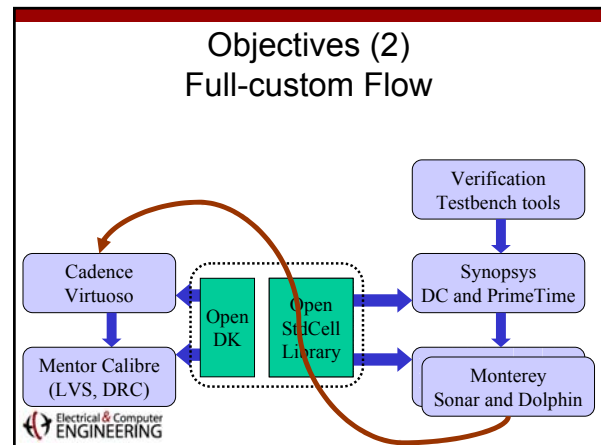 Objectives (2)
Full-custom Flow
Verification
Testbench tools
Cadence
Virtuoso
Open
DK
Open
StdCell
Library
Synopsys
DC and PrimeTime
Mentor Calibre
(LVS, DRC)
Monterey
Sonar and Dolphin
Electrical & Computer
ENGINEERING